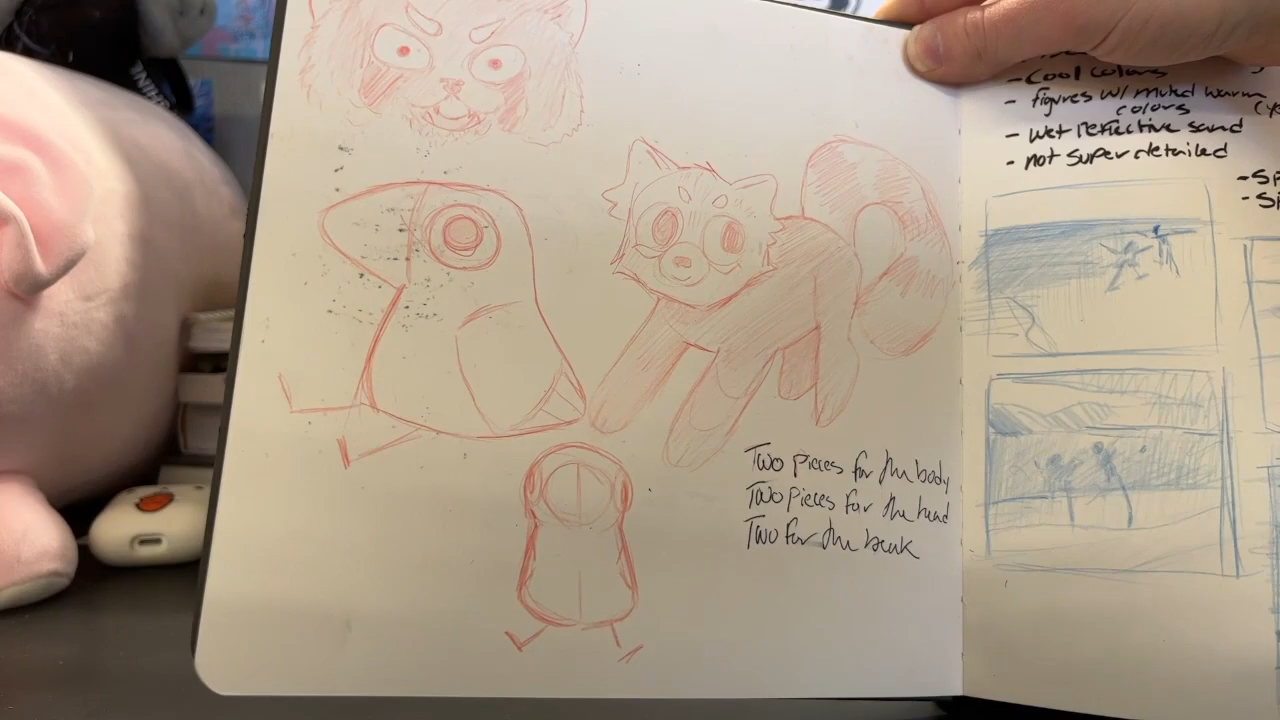 Two pieces for the body
Two pieces for the head
Two for the beak
- Cool colors
- figures w/ muted warm
colors
- wet reflective sand
- not super detailed